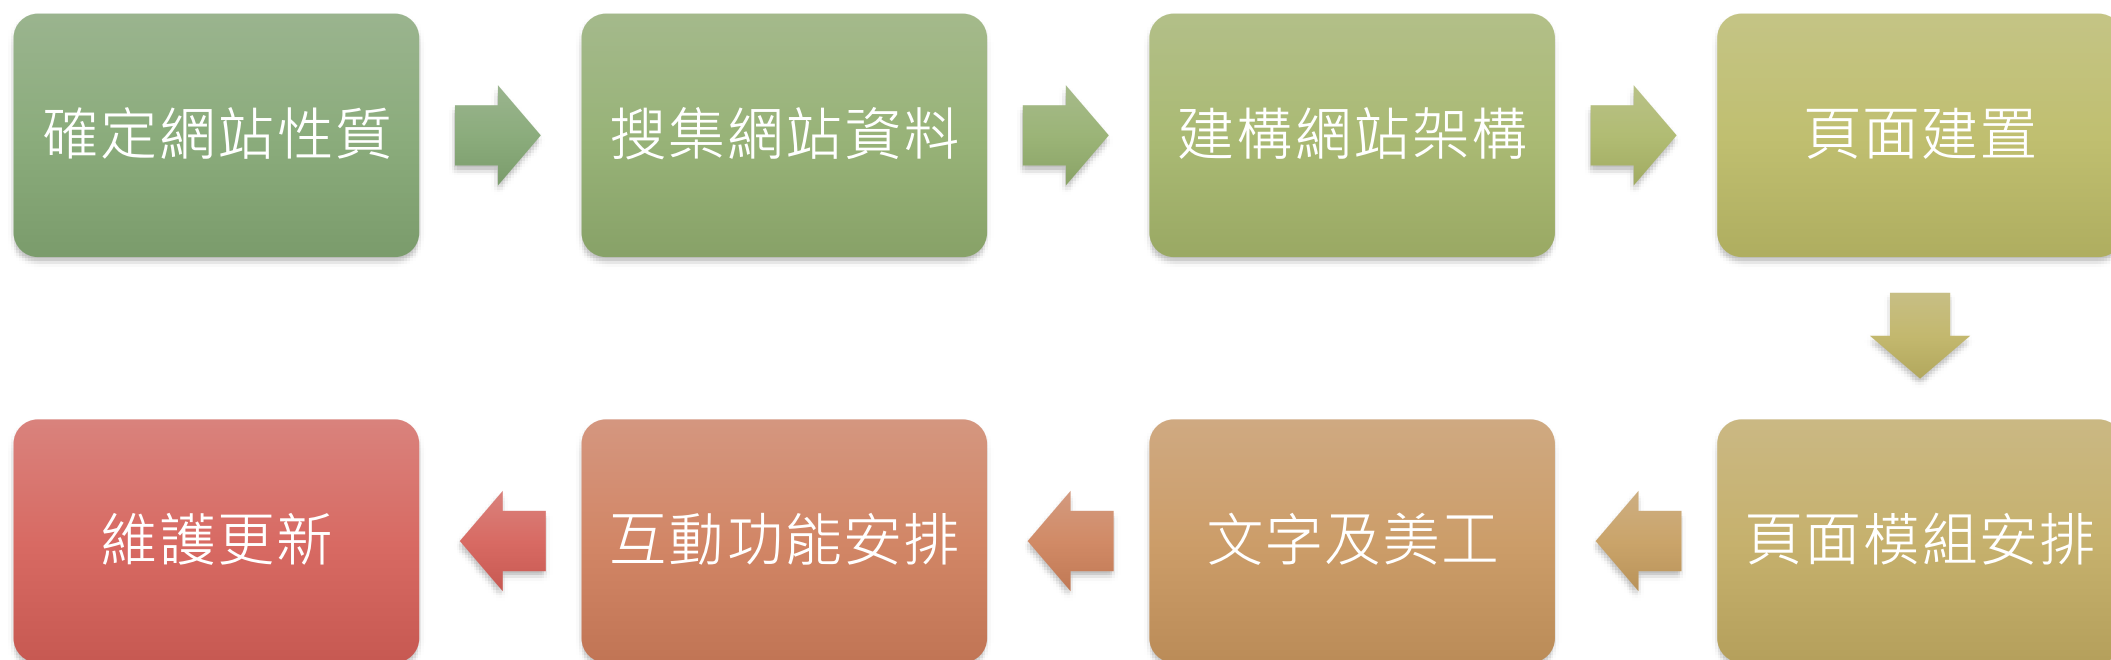 確定網站性質
搜集網站資料
建構網站架構
頁面建置
頁面模組安排
文字及美工
互動功能安排
維護更新